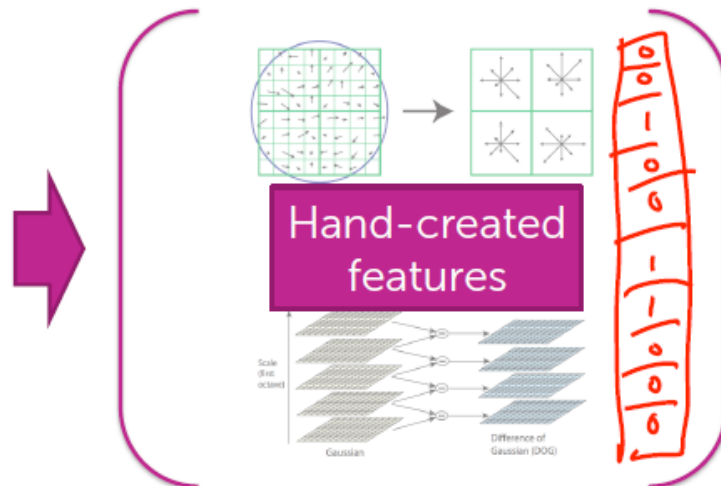 Hand-created
features
Scale
(first
octave)
Gaussian
Difference of
Gaussian (DOG)
0
0
1
0
0
1
1
0
0
0